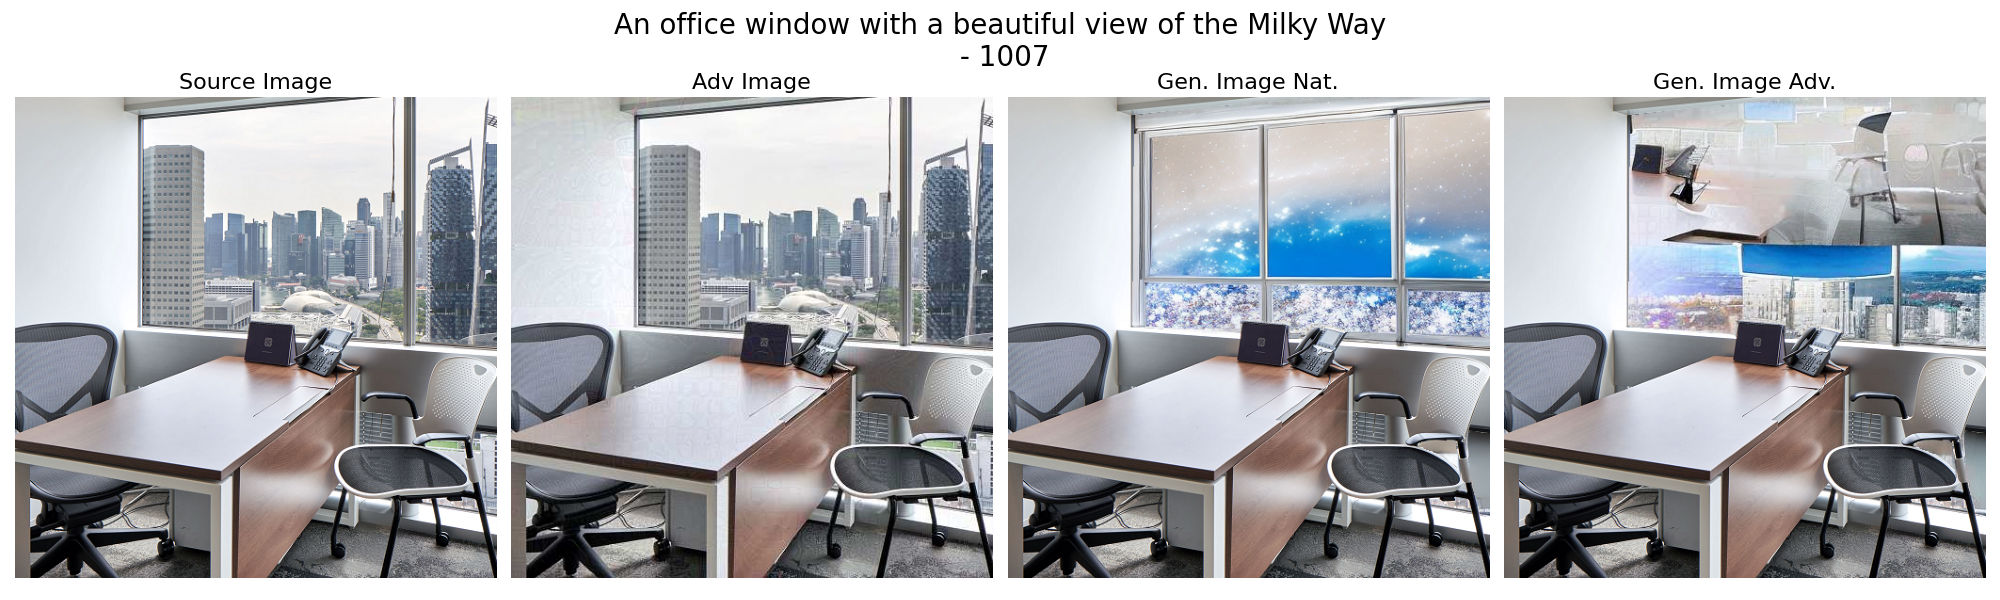 An office window with a beautiful view of the Milky Way
- 1007
Source Image
Adv Image
Gen. Image Nat.
Gen. Image Adv.